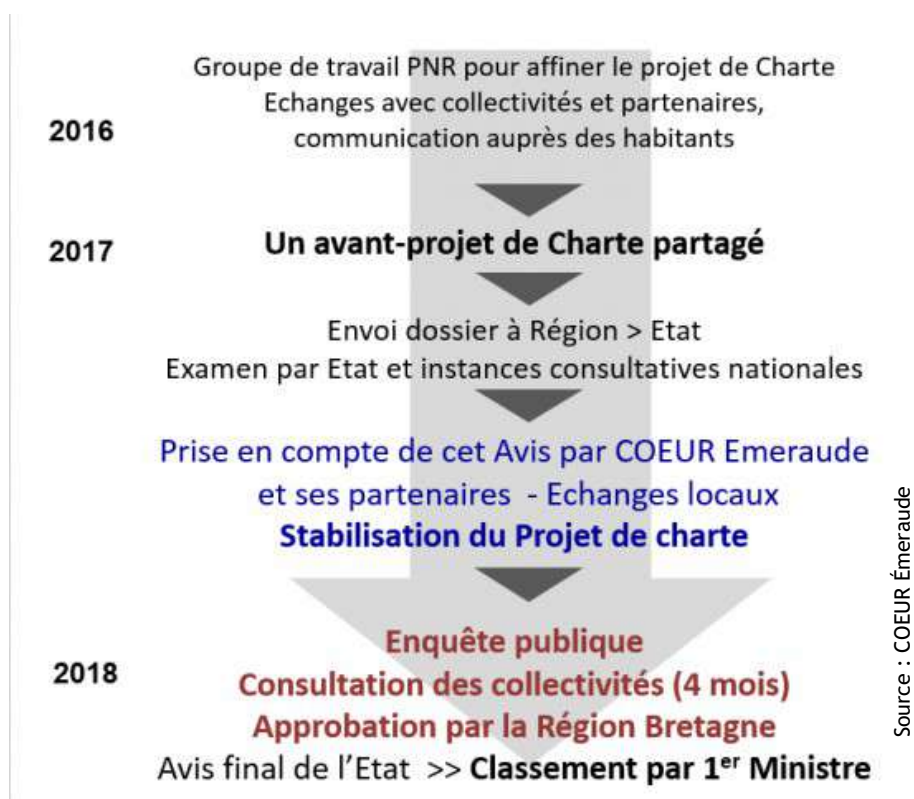 2016
Groupe de travail PNR pour affiner le projet de Charte
Echanges avec collectivités et partenaires,
communication auprès des habitants
2017
Un avant-projet de Charte partagé
Envoi dossier à Région > Etat
Examen par Etat et instances consultatives nationales
Prise en compte de cet Avis par COEUR Emeraude
et ses partenaires - Echanges locaux
Stabilisation du Projet de charte
2018
Enquête publique
Consultation des collectivités (4 mois)
Approbation par la Région Bretagne
Avis final de l'Etat >> Classement par 1er Ministre
Source : COEUR Émeraude